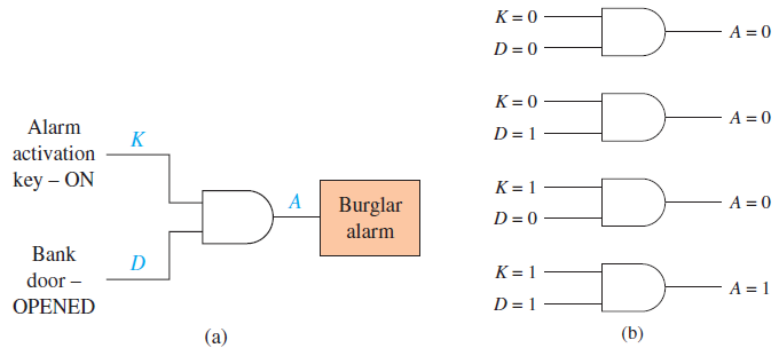 Alarm
activation
key – ON
K
Bank
door –
OPENED
D
A
Burglar
alarm
(a)
K = 0
D = 0
A = 0
K = 0
D = 1
A = 0
K = 1
D = 0
A = 0
K = 1
D = 1
A = 1
(b)